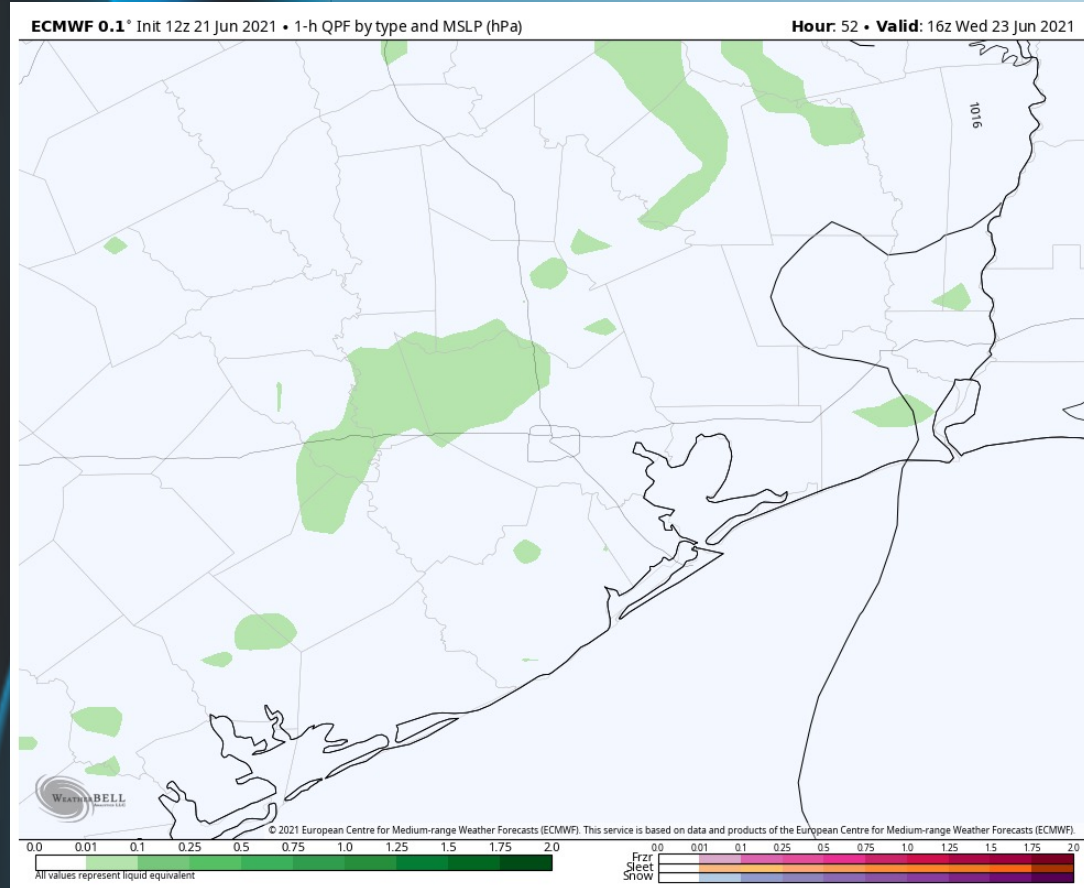 ECMWF 0.1° Init 12z 21 Jun 2021 • 1-h QPF by type and MSLP (hPa)
Hour: 52 • Valid: 16z Wed 23 Jun 2021
1016
WEATHERBELL
© 2021 European Centre for Medium-range Weather Forecasts (ECMWF). This service is based on data and products of the European Centre for Medium-range Weather Forecasts (ECMWF).
0.0 0.01 0.1 0.25 0.5 0.75 1.0 1.25 1.5 1.75 2.0
All values represent liquid equivalent
0.0 0.01 0.1 0.25 0.5 0.75 1.0 1.25 1.5 1.75 2.0
Frzr
Sleet
Snow